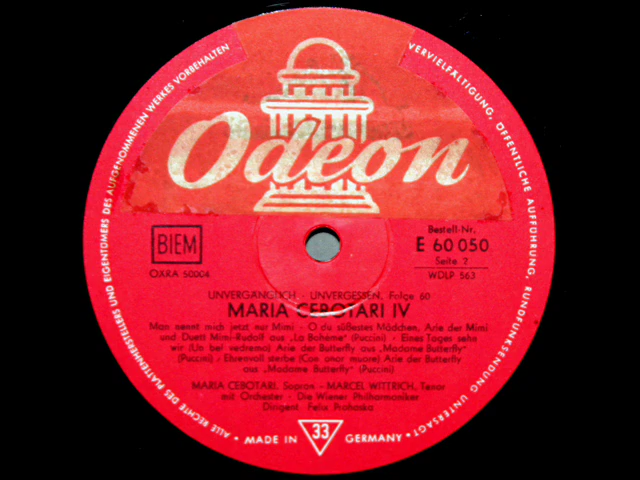 ALLE RECHTE DES PLATTENHERSTELLERS UND EIGENTÜMERS DES AUFGENOMMENEN WERKES VORBEHALTEN
VERVIELFÄLTIGUNG, ÖFFENTLICHE AUFFÜHRUNG, RUNDFUNKSENDUNG UNTERSAGT
Odeon
BIEM
OXRA 50004
Bestell-Nr.
E 60 050
Seite 2
WDLP 563
UNVERGÄNGLICH - UNVERGESSEN, Folge 60
MARIA CEBOTARI IV
Man nennt mich jetzt nur Mimi - O du süßestes Mädchen, Arie der Mimi
und Duett Mimi-Rudolf aus „La Bohème" (Puccini) - Eines Tages sehn
wir (Un bel vedremo) Arie der Butterfly aus „Madame Butterfly"
(Puccini) - Ehrenvoll sterbe (Con onor muore) Arie der Butterfly
aus „Madame Butterfly" (Puccini)
MARIA CEBOTARI, Sopran - MARCEL WITTRICH, Tenor
mit Orchester - Die Wiener Philharmoniker
Dirigent Felix Prohaska
MADE IN 33 GERMANY